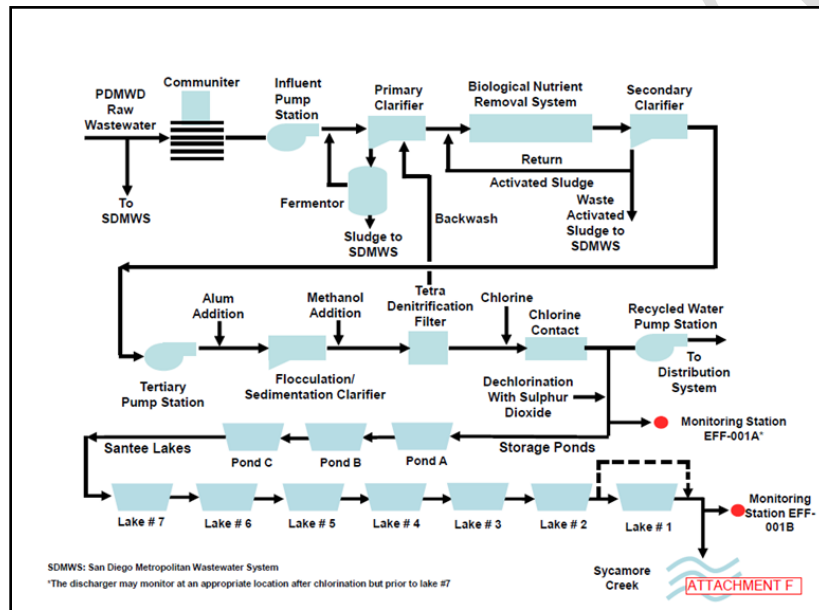 Communiter
PDMWD
Raw
Wastewater
Influent
Pump
Station
Primary
Clarifier
Biological Nutrient
Removal System
Secondary
Clarifier
To
SDMWS
Fermentor
Sludge to
SDMWS
Backwash
Return
Activated Sludge
Waste
Activated
Sludge to
SDMWS
Alum
Addition
Methanol
Addition
Tetra
Denitrification
Filter
Chlorine
Chlorine
Contact
Recycled Water
Pump Station
To
Distribution
System
Tertiary
Pump Station
Flocculation/
Sedimentation Clarifier
Dechlorination
With Sulphur
Dioxide
Monitoring Station
EFF-001A*
Santee Lakes
Pond C
Pond B
Pond A
Storage Ponds
Lake # 7
Lake # 6
Lake # 5
Lake # 4
Lake # 3
Lake # 2
Lake # 1
Monitoring
Station EFF-
001B
Sycamore
Creek
ATTACHMENT F
SDMWS: San Diego Metropolitan Wastewater System
*The discharger may monitor at an appropriate location after chlorination but prior to lake #7